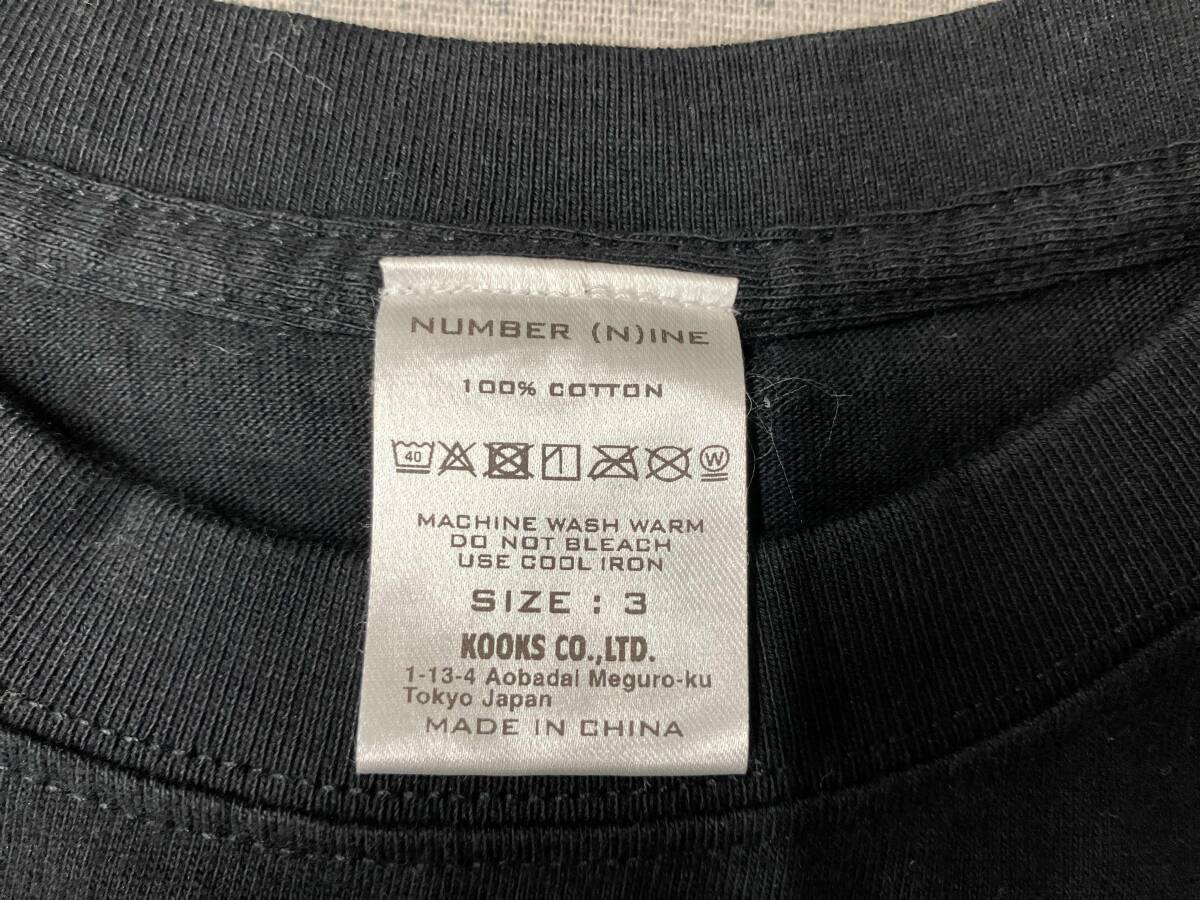 NUMBER (N)INE
100% COTTON
40 W
MACHINE WASH WARM
DO NOT BLEACH
USE COOL IRON
SIZE : 3
KOOKS CO.,LTD.
1-13-4 Aobadai Meguro-ku
Tokyo Japan
MADE IN CHINA